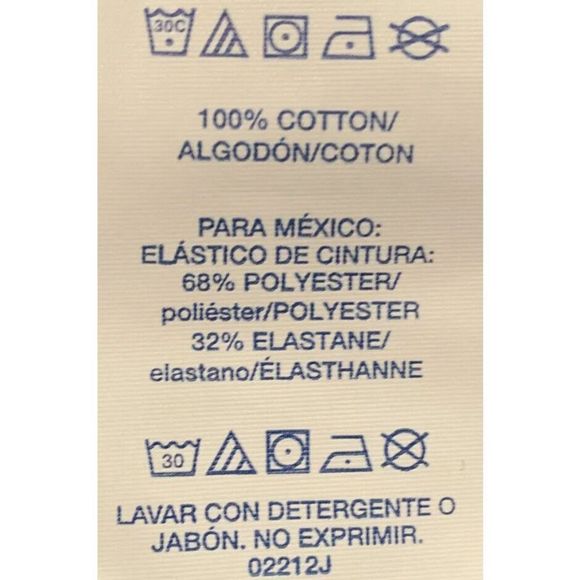 30C
100% COTTON/
ALGODÓN/COTON
PARA MÉXICO:
ELÁSTICO DE CINTURA:
68% POLYESTER/
poliéster/POLYESTER
32% ELASTANE/
elastano/ÉLASTHANNE
30
LAVAR CON DETERGENTE O
JABÓN. NO EXPRIMIR.
02212J